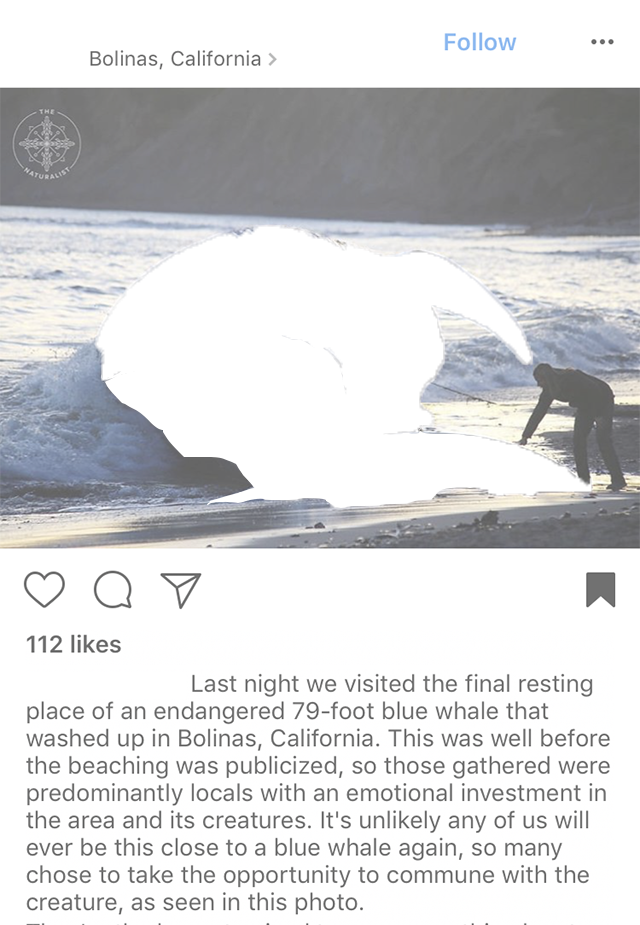 Follow
Bolinas, California
THE
NATURALIST
112 likes
Last night we visited the final resting
place of an endangered 79-foot blue whale that
washed up in Bolinas, California. This was well before
the beaching was publicized, so those gathered were
predominantly locals with an emotional investment in
the area and its creatures. It's unlikely any of us will
ever be this close to a blue whale again, so many
chose to take the opportunity to commune with the
creature, as seen in this photo.